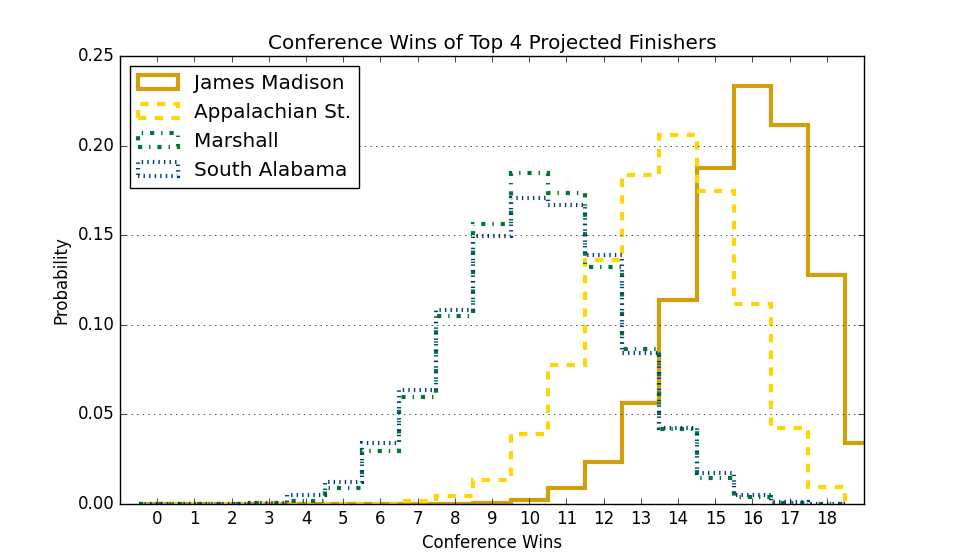 Conference Wins of Top 4 Projected Finishers
0.25
James Madison
Appalachian St.
0.20
Marshall
South Alabama
0.15
Probability
0.10
0.05
0.00
0 1 2 3 4 5 6 7 8 9 10 11 12 13 14 15 16 17 18
Conference Wins